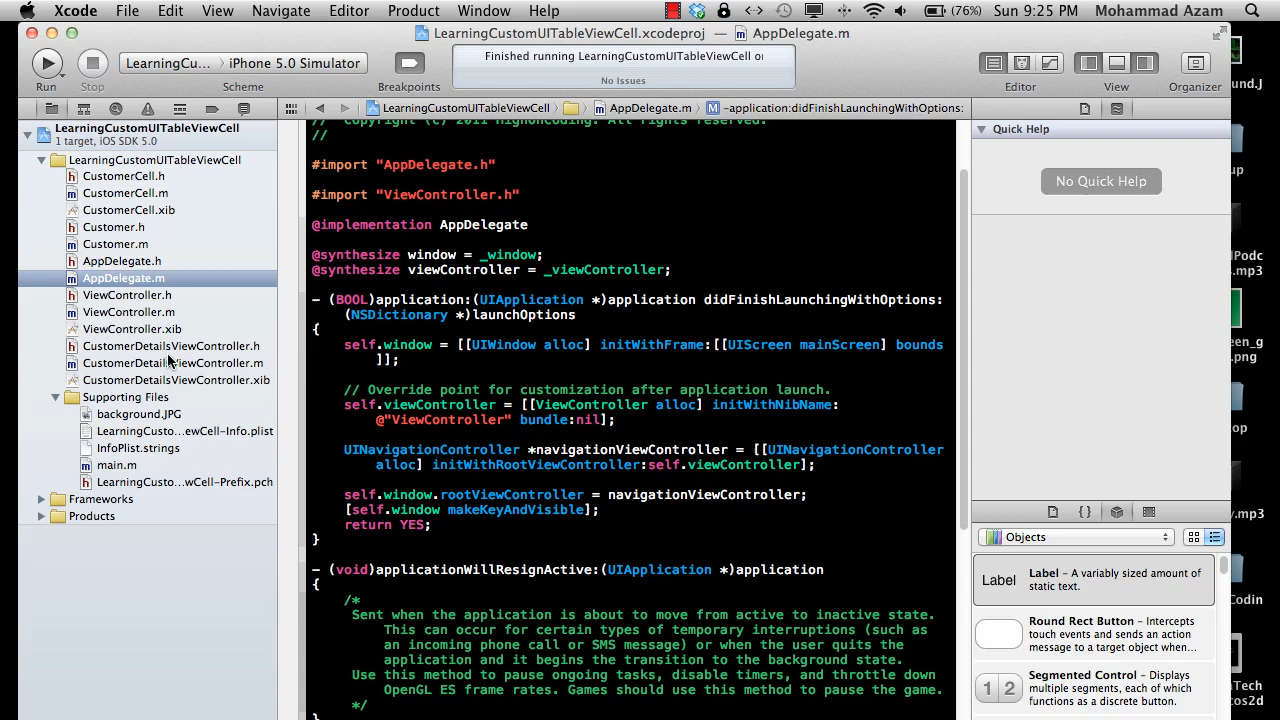 Xcode File Edit View Navigate Editor Product Window Help (76%) Sun 9:25 PM Mohammad Azam
LearningCustomUITableViewCell.xcodeproj — AppDelegate.m
Run Stop LearningCu... iPhone 5.0 Simulator Scheme Breakpoints
Finished running LearningCustomUITableViewCell or
No Issues
Editor View Organizer
LearningCustomUITableViewCell
1 target, iOS SDK 5.0
LearningCustomUITableViewCell
CustomerCell.h
CustomerCell.m
CustomerCell.xib
Customer.h
Customer.m
AppDelegate.h
AppDelegate.m
ViewController.h
ViewController.m
ViewController.xib
CustomerDetailsViewController.h
CustomerDetailsViewController.m
CustomerDetailsViewController.xib
Supporting Files
background.JPG
LearningCusto...ewCell-Info.plist
InfoPlist.strings
main.m
LearningCusto...wCell-Prefix.pch
Frameworks
Products
LearningCustomUITableViewCell AppDelegate.m M -application:didFinishLaunchingWithOptions:
//  Copyright (c) 2011 HighOnCoding. All rights reserved.
//
#import "AppDelegate.h"
#import "ViewController.h"
@implementation AppDelegate
@synthesize window = _window;
@synthesize viewController = _viewController;
- (BOOL)application:(UIApplication *)application didFinishLaunchingWithOptions:
(NSDictionary *)launchOptions
{
self.window = [[UIWindow alloc] initWithFrame:[[UIScreen mainScreen] bounds
]];
// Override point for customization after application launch.
self.viewController = [[ViewController alloc] initWithNibName:
@"ViewController" bundle:nil];
UINavigationController *navigationViewController = [[UINavigationController
alloc] initWithRootViewController:self.viewController];
self.window.rootViewController = navigationViewController;
[self.window makeKeyAndVisible];
return YES;
}
- (void)applicationWillResignActive:(UIApplication *)application
{
/*
Sent when the application is about to move from active to inactive state.
This can occur for certain types of temporary interruptions (such as
an incoming phone call or SMS message) or when the user quits the
application and it begins the transition to the background state.
Use this method to pause ongoing tasks, disable timers, and throttle down
OpenGL ES frame rates. Games should use this method to pause the game.
*/
}
Quick Help
No Quick Help
{ }
Objects
Label Label – A variably sized amount of
static text.
Round Rect Button – Intercepts
touch events and sends an action
message to a target object when...
1 2 Segmented Control – Displays
multiple segments, each of which
functions as a discrete button.